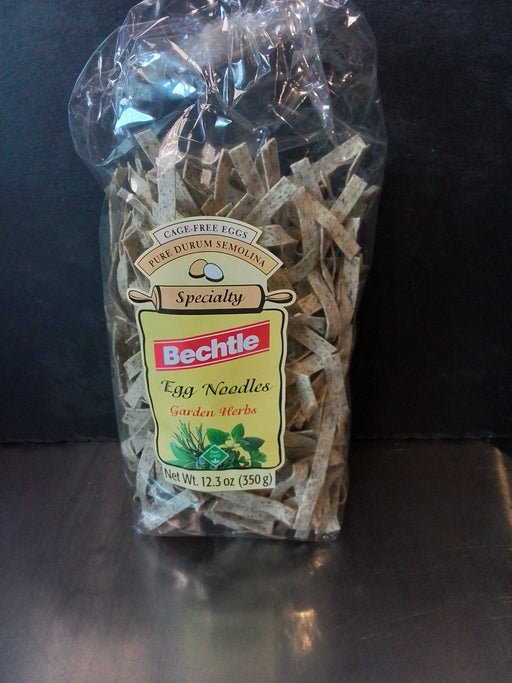 CAGE-FREE EGGS
PURE DURUM SEMOLINA
Specialty
Bechtle
Egg Noodles
Garden Herbs
Net Wt. 12.3 oz (350 g)